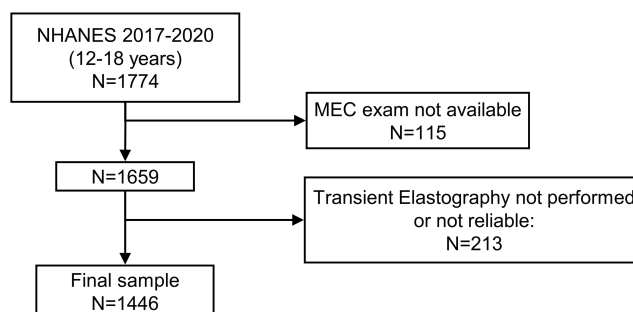 NHANES 2017-2020
(12-18 years)
N=1774
MEC exam not available
N=115
N=1659
Transient Elastography not performed
or not reliable:
N=213
Final sample
N=1446